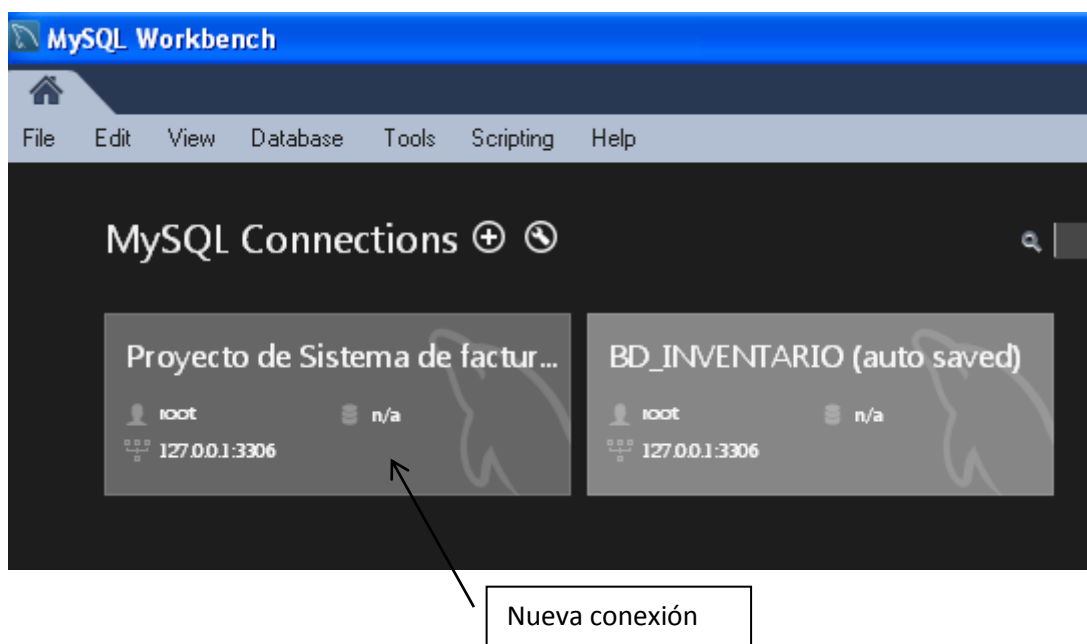 MySQL Workbench
File Edit View Database Tools Scripting Help
MySQL Connections
Proyecto de Sistema de factur...
root n/a
127.0.0.1:3306
BD_INVENTARIO (auto saved)
root n/a
127.0.0.1:3306
Nueva conexión